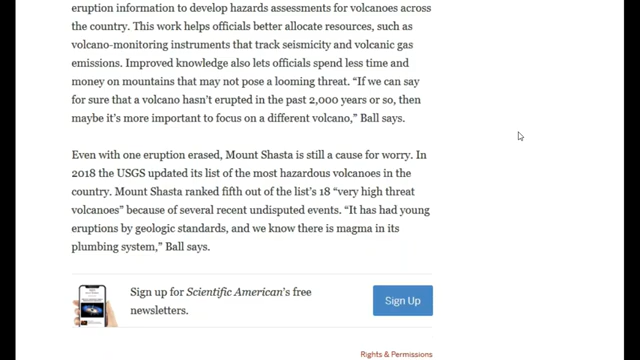 eruption information to develop hazards assessments for volcanoes across
the country. This work helps officials better allocate resources, such as
volcano-monitoring instruments that track seismicity and volcanic gas
emissions. Improved knowledge also lets officials spend less time and
money on mountains that may not pose a looming threat. “If we can say
for sure that a volcano hasn’t erupted in the past 2,000 years or so, then
maybe it’s more important to focus on a different volcano,” Ball says.
Even with one eruption erased, Mount Shasta is still a cause for worry. In
2018 the USGS updated its list of the most hazardous volcanoes in the
country. Mount Shasta ranked fifth out of the list’s 18 “very high threat
volcanoes” because of several recent undisputed events. “It has had young
eruptions by geologic standards, and we know there is magma in its
plumbing system,” Ball says.
Sign up for Scientific American’s free
newsletters.
Sign Up
Rights & Permissions